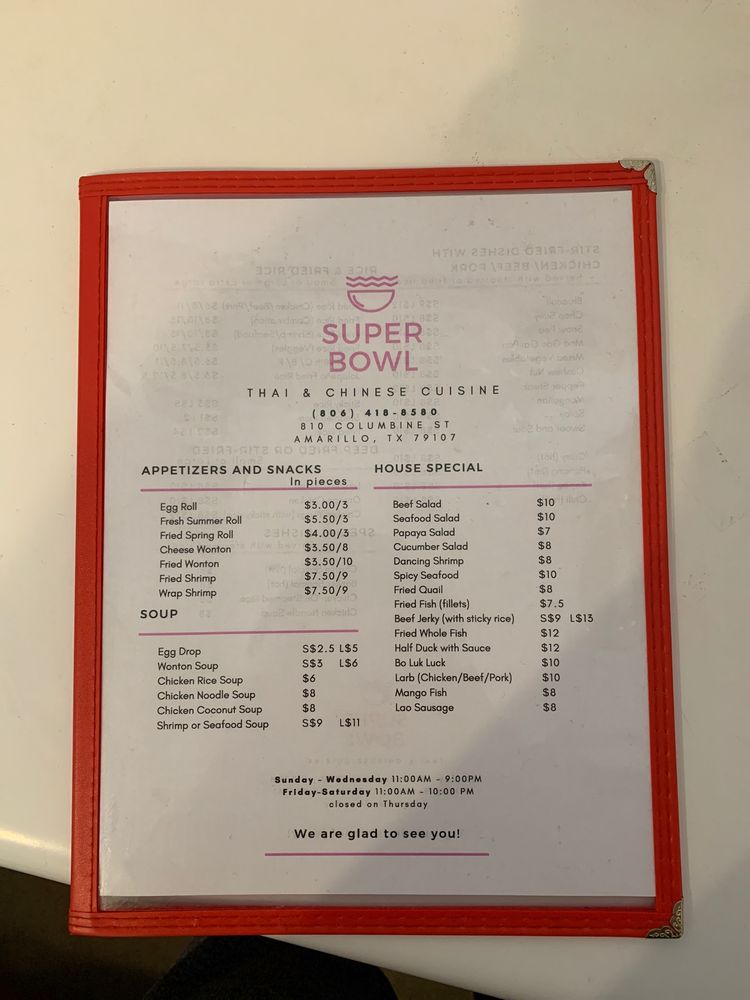 SUPER
BOWL
THAI & CHINESE CUISINE
(806) 418-8580
810 COLUMBINE ST
AMARILLO, TX 79107
APPETIZERS AND SNACKS
In pieces
Egg Roll $3.00/3
Fresh Summer Roll $5.50/3
Fried Spring Roll $4.00/3
Cheese Wonton $3.50/8
Fried Wonton $3.50/10
Fried Shrimp $7.50/9
Wrap Shrimp $7.50/9
SOUP
Egg Drop S$2.5 L$5
Wonton Soup S$3 L$6
Chicken Rice Soup $6
Chicken Noodle Soup $8
Chicken Coconut Soup $8
Shrimp or Seafood Soup S$9 L$11
HOUSE SPECIAL
Beef Salad $10
Seafood Salad $10
Papaya Salad $7
Cucumber Salad $8
Dancing Shrimp $8
Spicy Seafood $10
Fried Quail $8
Fried Fish (fillets) $7.5
Beef Jerky (with sticky rice) S$9 L$13
Fried Whole Fish $12
Half Duck with Sauce $12
Bo Luk Luck $10
Larb (Chicken/Beef/Pork) $10
Mango Fish $8
Lao Sausage $8
Sunday - Wednesday 11:00AM - 9:00PM
Friday-Saturday 11:00AM - 10:00 PM
closed on Thursday
We are glad to see you!